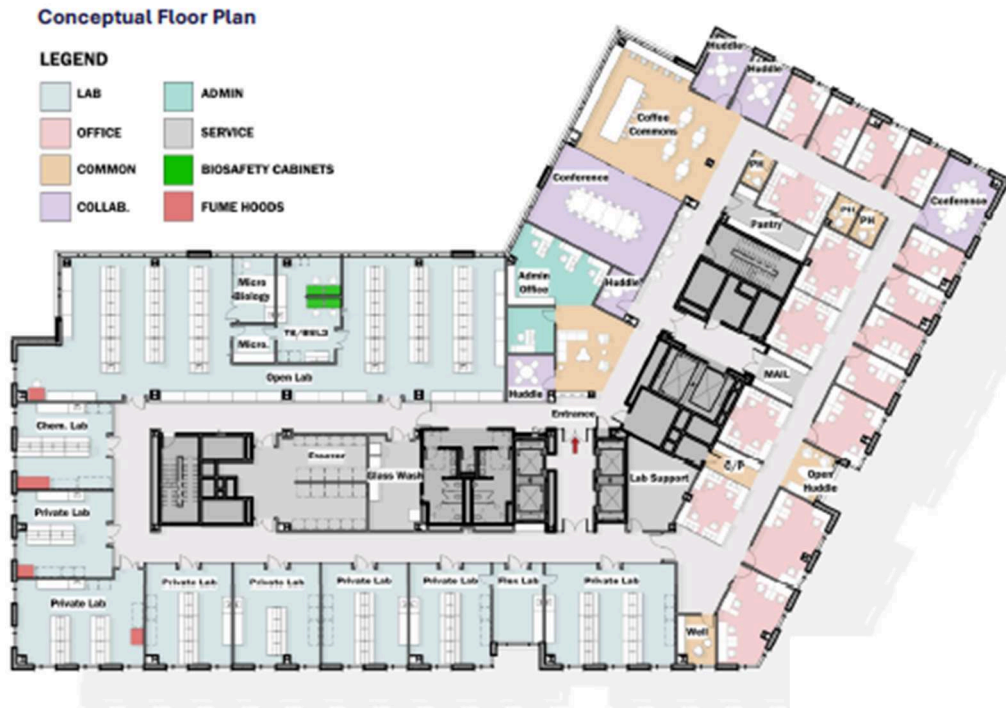 Conceptual Floor Plan
LEGEND
LAB
ADMIN
OFFICE
SERVICE
COMMON
BIOSAFETY CABINETS
COLLAB.
FUME HOODS
Huddle
Huddle
Coffee
Commons
PH
Conference
Conference
PH
PH
Pantry
Admin
Office
Huddle
Micro
Biology
Micro.
Open Lab
Huddle
MAIL
Entrance
Chem. Lab
Freezer
Glass Wash
Lab Support
C/P
Open
Huddle
Private Lab
Private Lab
Private Lab
Private Lab
Private Lab
Private Lab
Flex Lab
Private Lab
Well